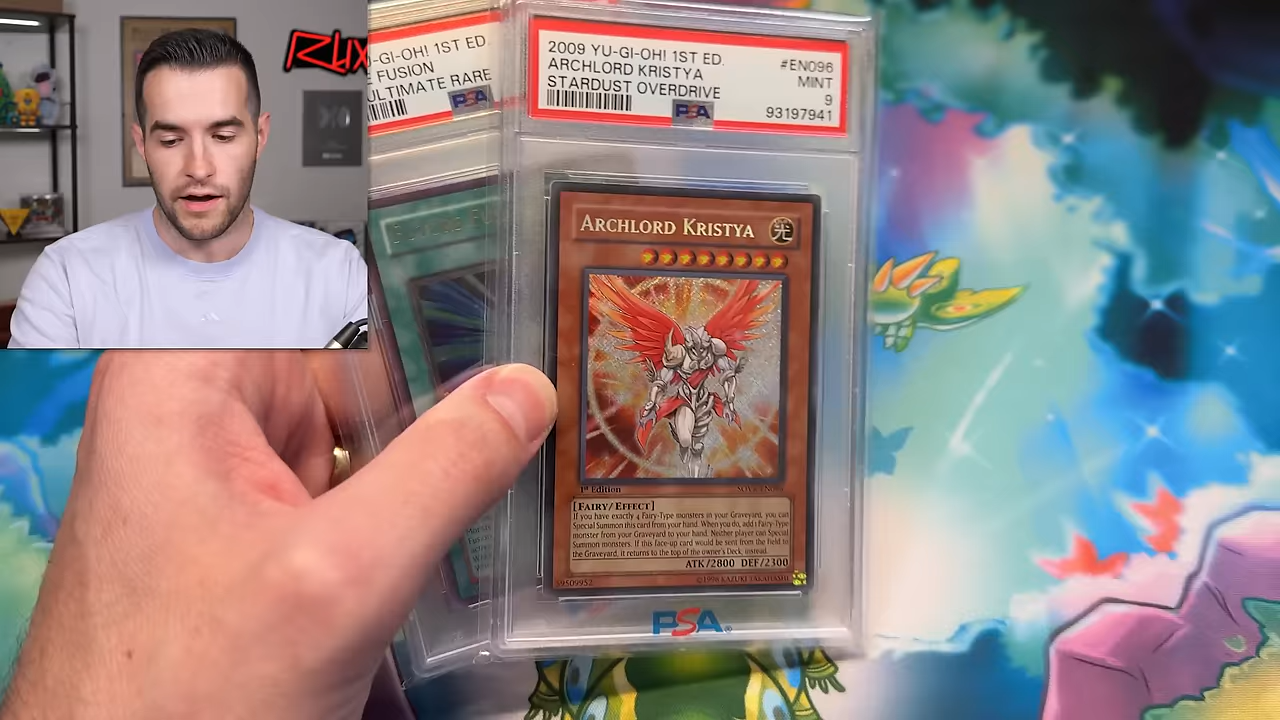 RUX
-GI-OH! 1ST ED.
FUSION
ULTIMATE RARE
PSA
2009 YU-GI-OH! 1ST ED.
ARCHLORD KRISTYA
STARDUST OVERDRIVE
#EN096
MINT
9
93197941
PSA
ARCHLORD KRISTYA
光
1st Edition
[FAIRY/EFFECT]
If you have exactly 4 Fairy-Type monsters in your Graveyard, you can
Special Summon this card from your hand. When you do, add 1 Fairy-Type
monster from your Graveyard to your hand. Neither player can Special
Summon monsters. If this face-up card would be sent from the field to
the Graveyard, it returns to the top of the owner's Deck, instead.
ATK/2800 DEF/2300
59509952
©1996 KAZUKI TAKAHASHI
PSA